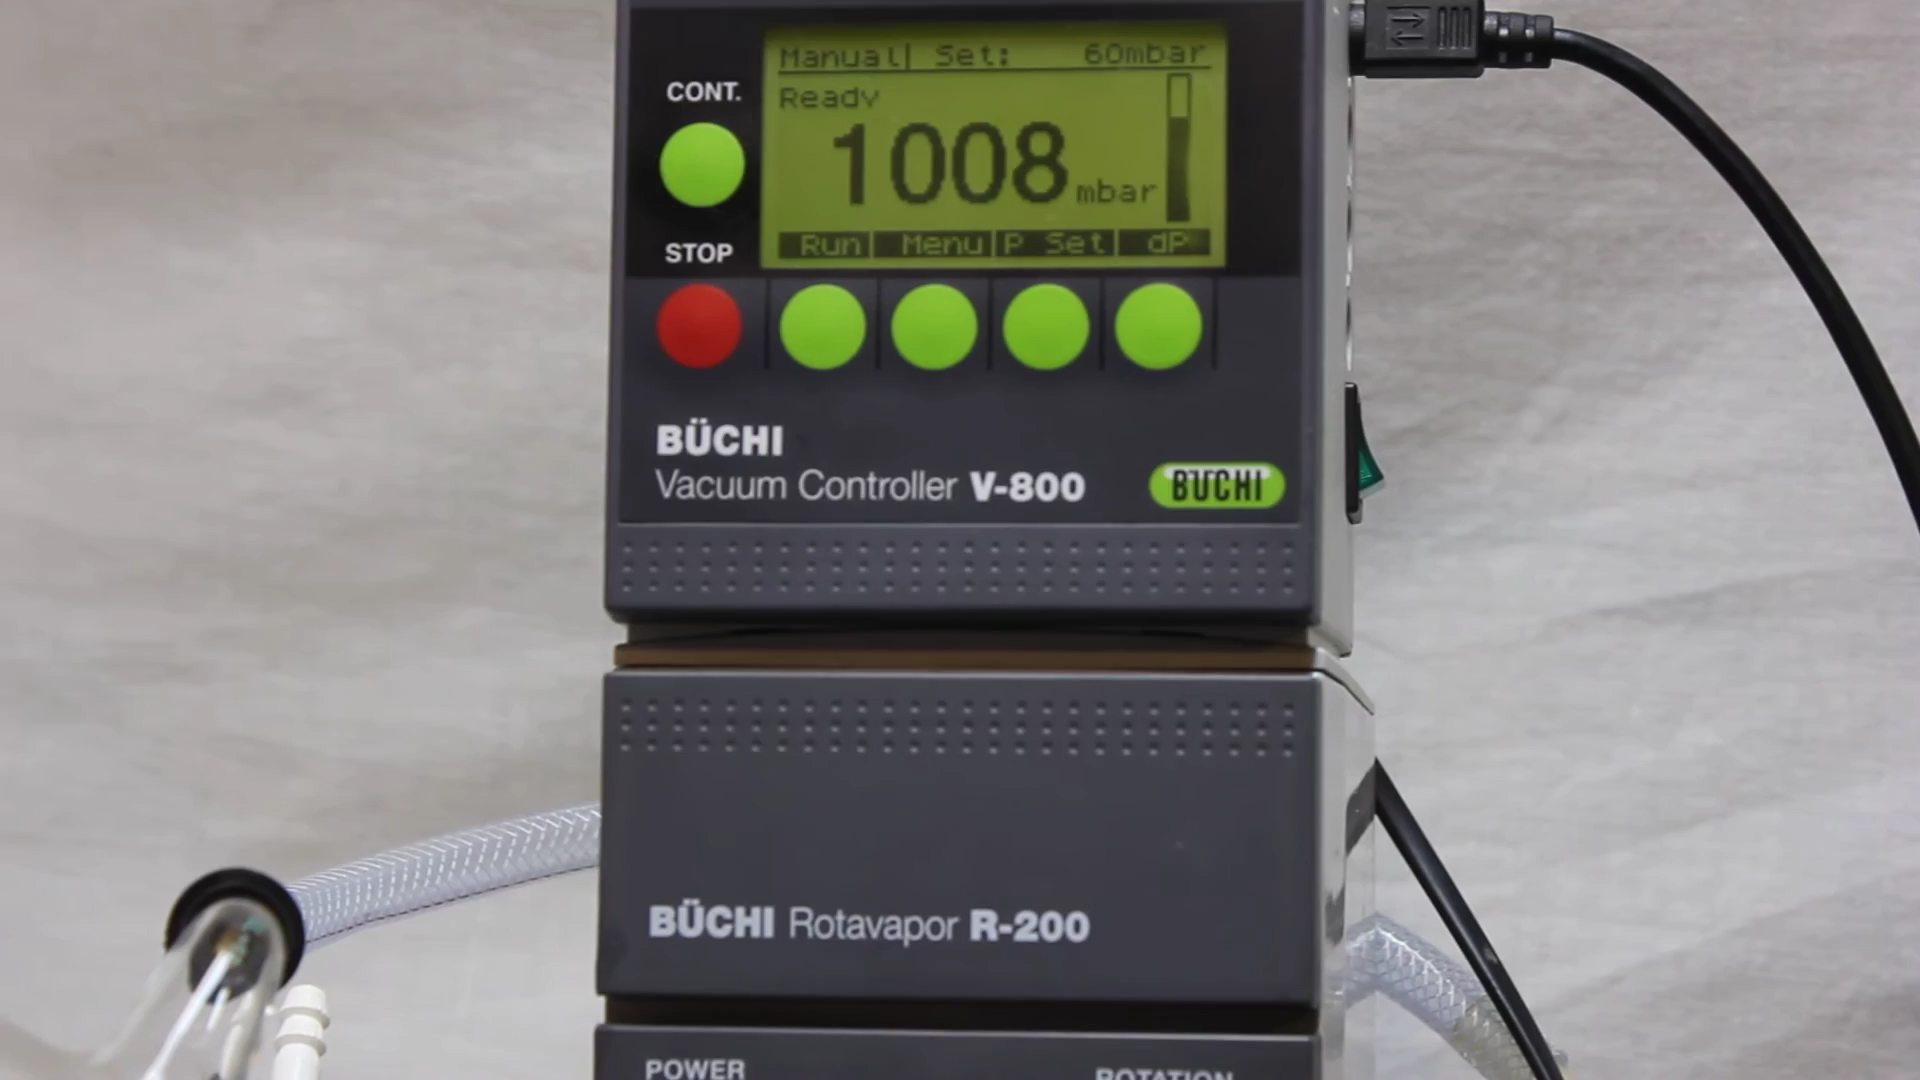 Manual| Set: 60mbar
CONT.
Ready
1008 mbar
STOP
Run| Menu|P Set| dP
BÜCHI
Vacuum Controller V-800
BÜCHI
BÜCHI Rotavapor R-200
POWER ROTATION